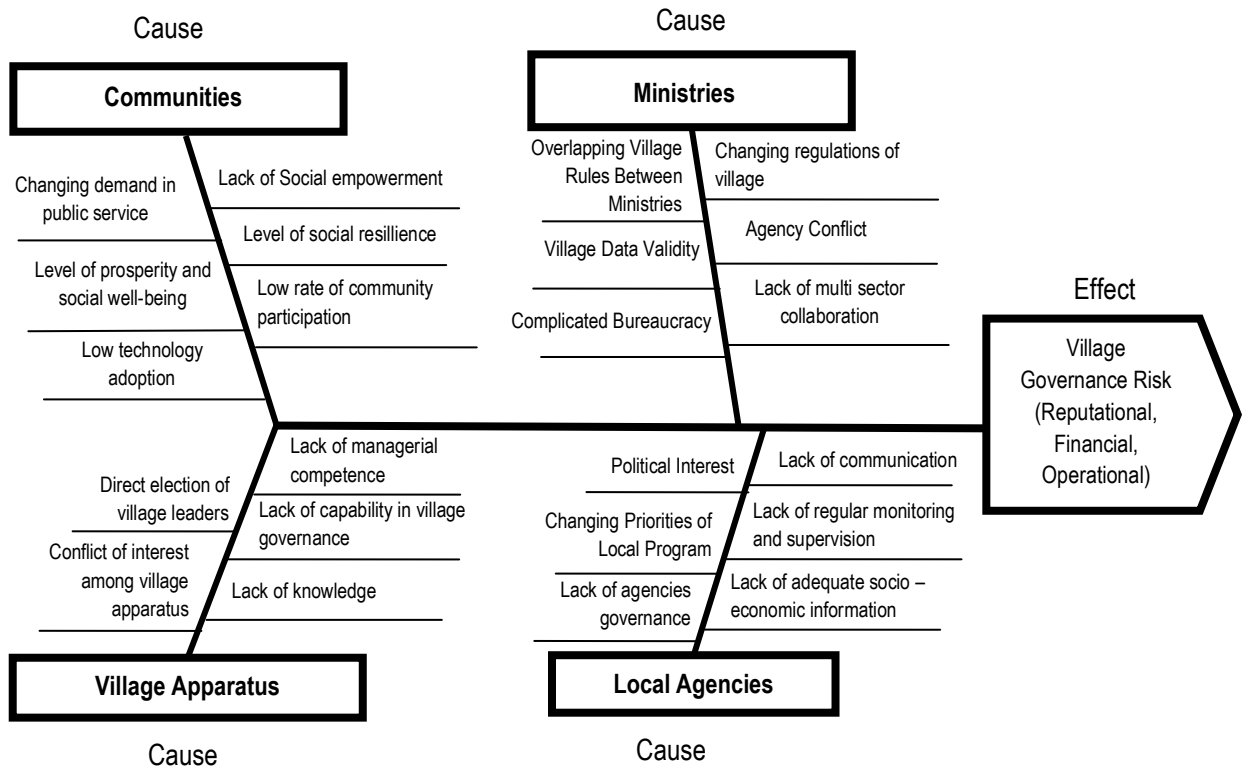 Cause
Communities
Changing demand in
public service
Level of prosperity and
social well-being
Low technology
adoption
Lack of Social empowerment
Level of social resillience
Low rate of community
participation
Cause
Ministries
Overlapping Village
Rules Between
Ministries
Village Data Validity
Complicated Bureaucracy
Changing regulations of
village
Agency Conflict
Lack of multi sector
collaboration
Effect
Village
Governance Risk
(Reputational,
Financial,
Operational)
Direct election of
village leaders
Conflict of interest
among village
apparatus
Lack of managerial
competence
Lack of capability in village
governance
Lack of knowledge
Village Apparatus
Cause
Political Interest
Changing Priorities of
Local Program
Lack of agencies
governance
Lack of communication
Lack of regular monitoring
and supervision
Lack of adequate socio –
economic information
Local Agencies
Cause